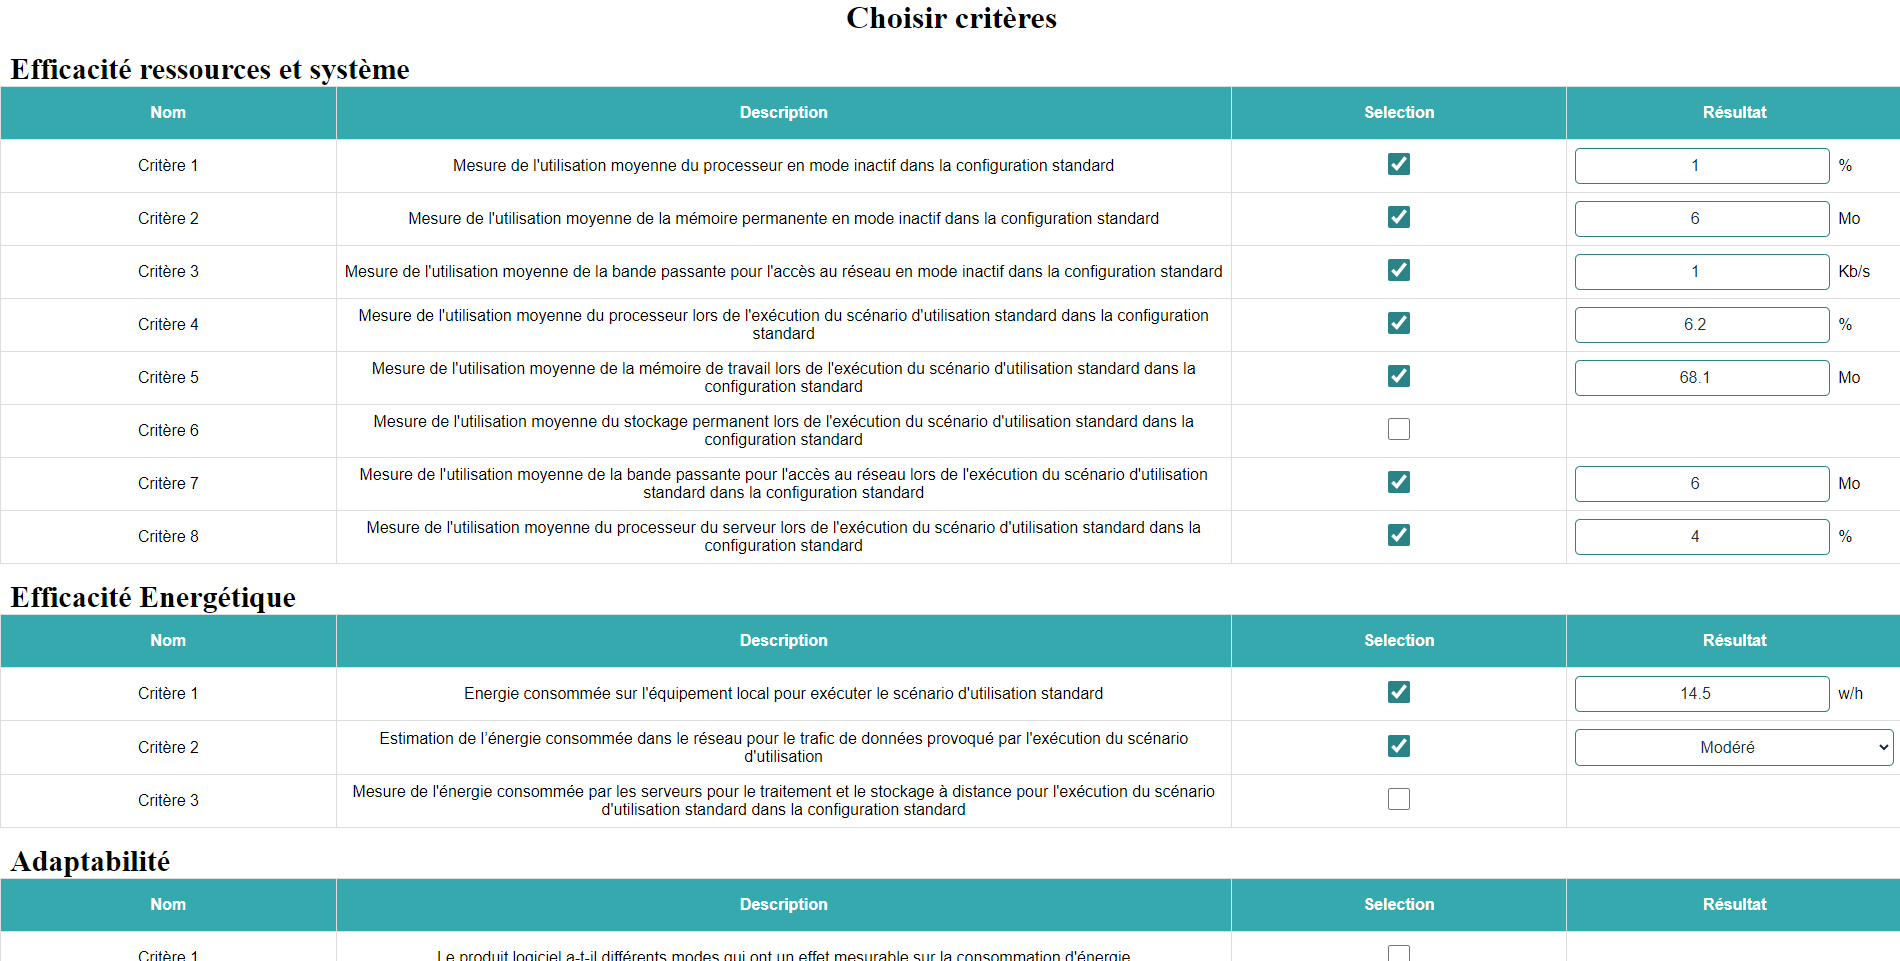 Choisir critères
Efficacité ressources et système
Nom Description Selection Résultat
Critère 1 Mesure de l'utilisation moyenne du processeur en mode inactif dans la configuration standard 1 %
Critère 2 Mesure de l'utilisation moyenne de la mémoire permanente en mode inactif dans la configuration standard 6 Mo
Critère 3 Mesure de l'utilisation moyenne de la bande passante pour l'accès au réseau en mode inactif dans la configuration standard 1 Kb/s
Critère 4 Mesure de l'utilisation moyenne du processeur lors de l'exécution du scénario d'utilisation standard dans la configuration
standard 6.2 %
Critère 5 Mesure de l'utilisation moyenne de la mémoire de travail lors de l'exécution du scénario d'utilisation standard dans la
configuration standard 68.1 Mo
Critère 6 Mesure de l'utilisation moyenne du stockage permanent lors de l'exécution du scénario d'utilisation standard dans la
configuration standard
Critère 7 Mesure de l'utilisation moyenne de la bande passante pour l'accès au réseau lors de l'exécution du scénario d'utilisation
standard dans la configuration standard 6 Mo
Critère 8 Mesure de l'utilisation moyenne du processeur du serveur lors de l'exécution du scénario d'utilisation standard dans la
configuration standard 4 %
Efficacité Energétique
Nom Description Selection Résultat
Critère 1 Energie consommée sur l'équipement local pour exécuter le scénario d'utilisation standard 14.5 w/h
Critère 2 Estimation de l’énergie consommée dans le réseau pour le trafic de données provoqué par l'exécution du scénario
d'utilisation Modéré
Critère 3 Mesure de l'énergie consommée par les serveurs pour le traitement et le stockage à distance pour l'exécution du scénario
d'utilisation standard dans la configuration standard
Adaptabilité
Nom Description Selection Résultat
Critère 1 Le produit logiciel a-t-il différents modes qui ont un effet mesurable sur la consommation d'énergie